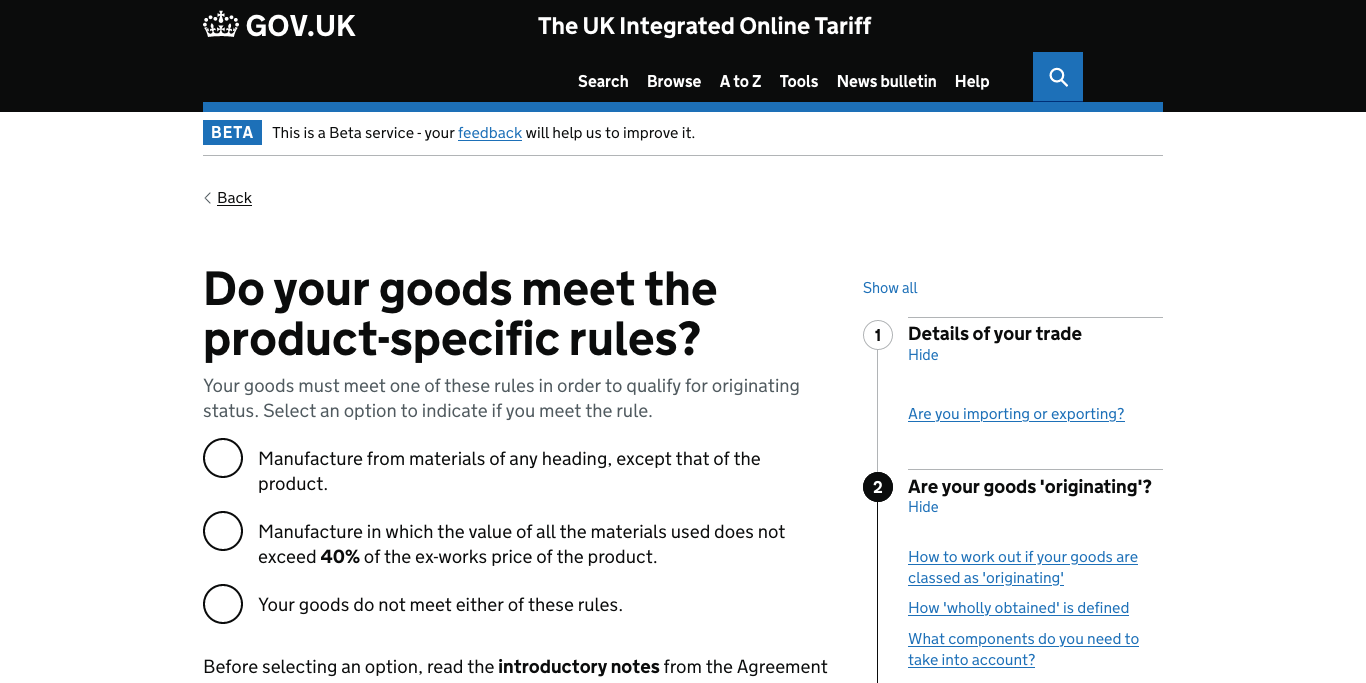 GOV.UK
The UK Integrated Online Tariff
Search Browse A to Z Tools News bulletin Help
BETA This is a Beta service - your feedback will help us to improve it.
Back
Do your goods meet the
product-specific rules?
Your goods must meet one of these rules in order to qualify for originating
status. Select an option to indicate if you meet the rule.
Manufacture from materials of any heading, except that of the
product.
Manufacture in which the value of all the materials used does not
exceed 40% of the ex-works price of the product.
Your goods do not meet either of these rules.
Before selecting an option, read the introductory notes from the Agreement
Show all
1 Details of your trade
Hide
Are you importing or exporting?
2 Are your goods 'originating'?
Hide
How to work out if your goods are
classed as 'originating'
How 'wholly obtained' is defined
What components do you need to
take into account?